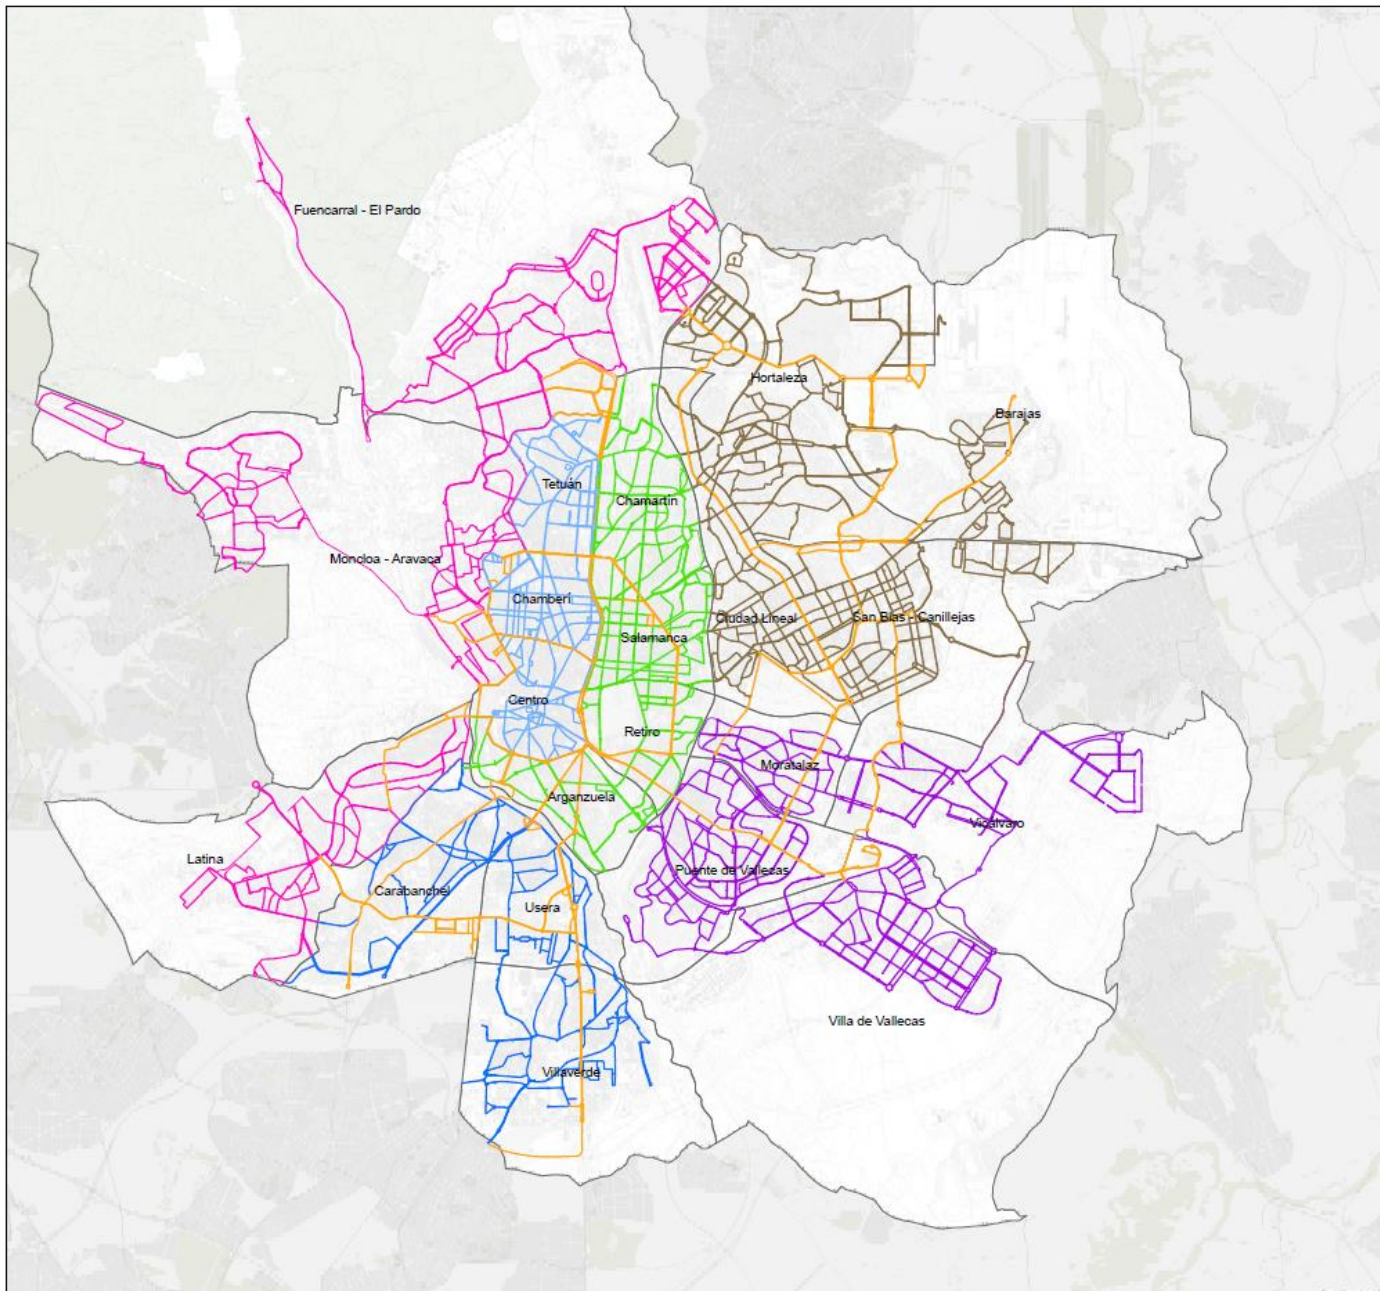 Fuencarral - El Pardo
Hortaleza
Barajas
Tetuán
Chamartín
Moncloa - Aravaca
Chamberí
Ciudad Lineal
San Blas - Canillejas
Salamanca
Centro
Retiro
Moratalaz
Arganzuela
Vicálvaro
Latina
Puente de Vallecas
Carabanchel
Usera
Villa de Vallecas
Villaverde